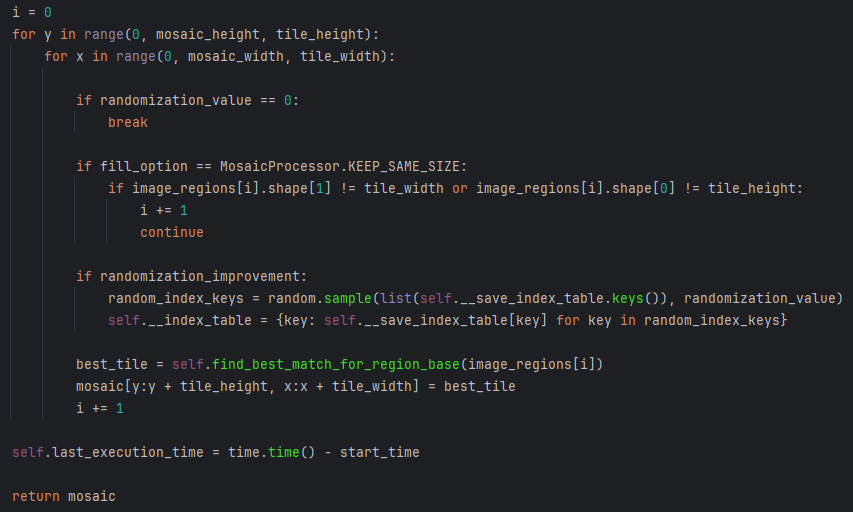 i = 0
for y in range(0, mosaic_height, tile_height):
    for x in range(0, mosaic_width, tile_width):

        if randomization_value == 0:
            break

        if fill_option == MosaicProcessor.KEEP_SAME_SIZE:
            if image_regions[i].shape[1] != tile_width or image_regions[i].shape[0] != tile_height:
                i += 1
                continue

        if randomization_improvement:
            random_index_keys = random.sample(list(self.__save_index_table.keys()), randomization_value)
            self.__index_table = {key: self.__save_index_table[key] for key in random_index_keys}

        best_tile = self.find_best_match_for_region_base(image_regions[i])
        mosaic[y:y + tile_height, x:x + tile_width] = best_tile
        i += 1

self.last_execution_time = time.time() - start_time

return mosaic